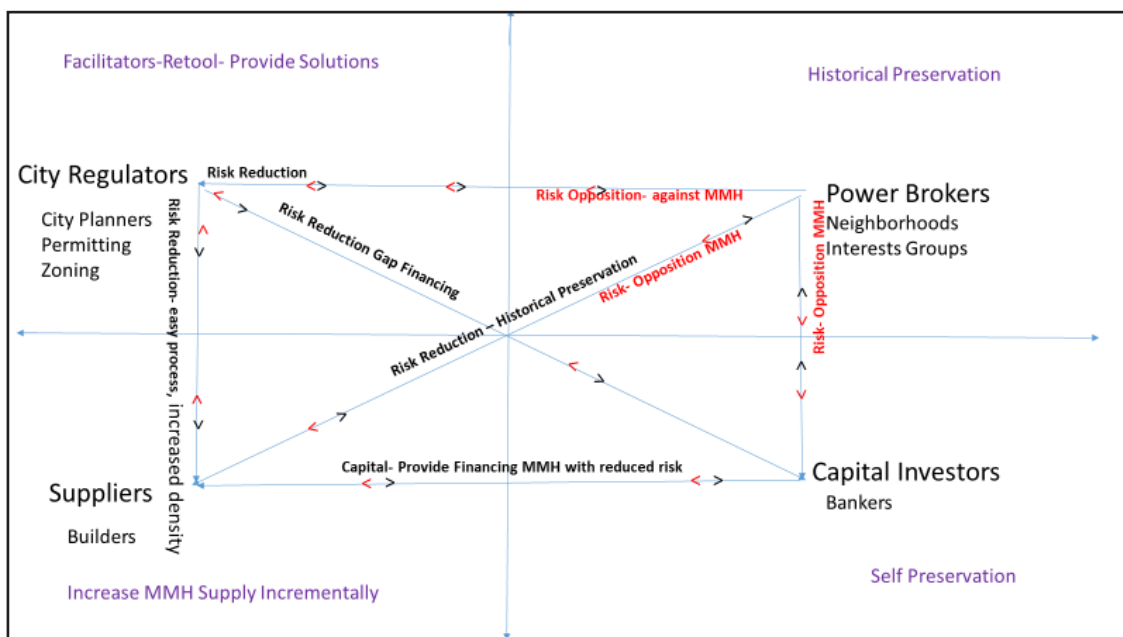 Facilitators-Retool- Provide Solutions
Historical Preservation
City Regulators
City Planners
Permitting
Zoning
Risk Reduction
Risk Opposition- against MMH
Power Brokers
Neighborhoods
Interests Groups
Risk Reduction Gap Financing
Risk Reduction – Historical Preservation
Risk- Opposition MMH
Risk- Opposition MMH
Risk Reduction- easy process, increased density
Capital- Provide Financing MMH with reduced risk
Suppliers
Builders
Capital Investors
Bankers
Increase MMH Supply Incrementally
Self Preservation